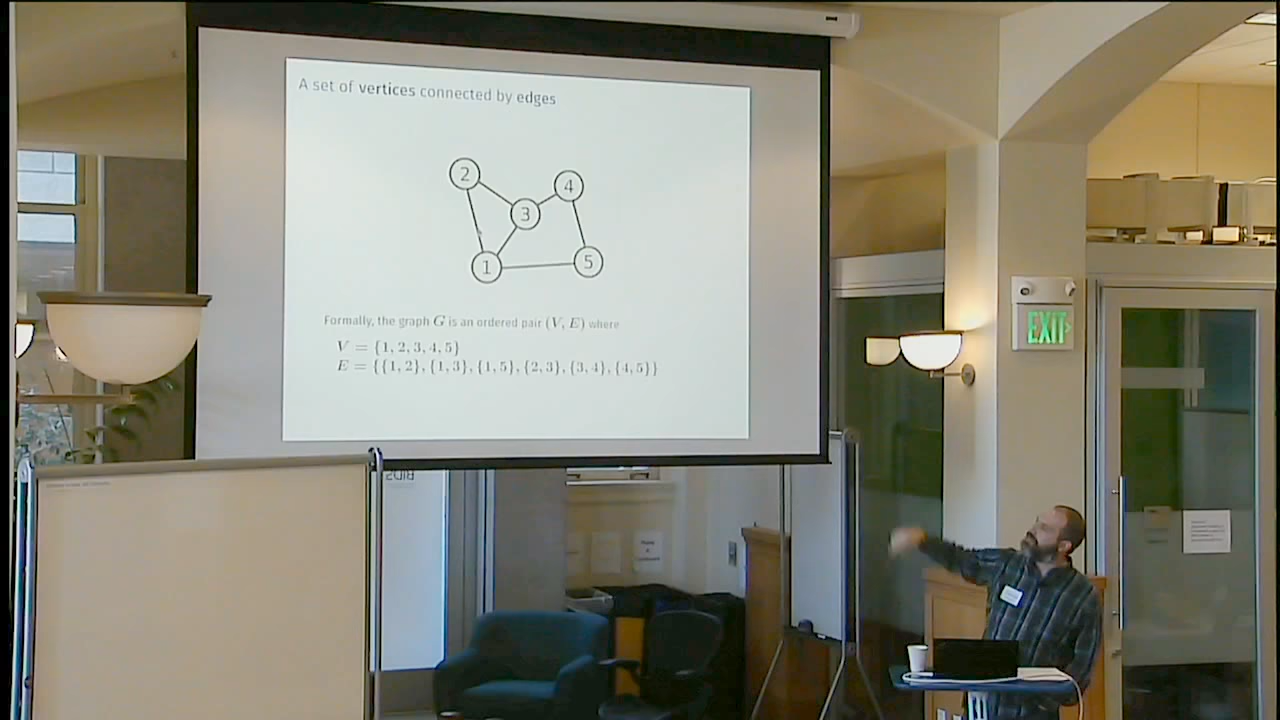 A set of vertices connected by edges
2
4
3
1
5
Formally, the graph G is an ordered pair (V, E) where
V = {1, 2, 3, 4, 5}
E = {{1, 2}, {1, 3}, {1, 5}, {2, 3}, {3, 4}, {4, 5}}
EXIT